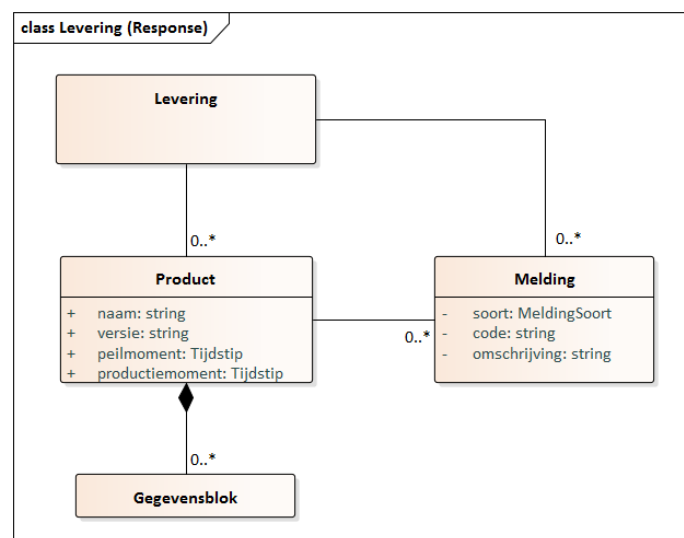 class Levering (Response)
Levering
0..*
0..*
Product
+ naam: string
+ versie: string
+ peilmoment: Tijdstip
+ productiemoment: Tijdstip
Melding
- soort: MeldingSoort
- code: string
- omschrijving: string
0..*
0..*
Gegevensblok